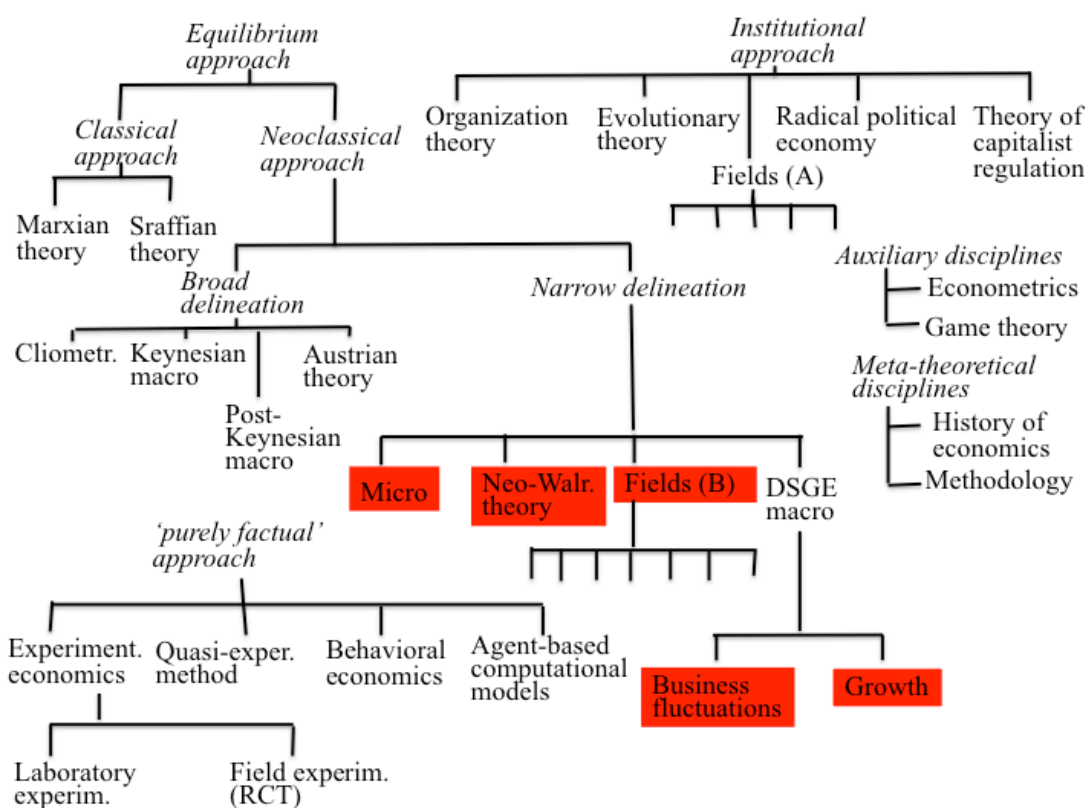 Equilibrium
approach
Institutional
approach
Classical
approach
Neoclassical
approach
Organization
theory
Evolutionary
theory
Radical political
economy
Theory of
capitalist
regulation
Fields (A)
Marxian
theory
Sraffian
theory
Auxiliary disciplines
Econometrics
Game theory
Broad
delineation
Narrow delineation
Cliometr.
Keynesian
macro
Austrian
theory
Post-
Keynesian
macro
Meta-theoretical
disciplines
History of
economics
Methodology
Micro
Neo-Walr.
theory
Fields (B)
DSGE
macro
‘purely factual’
approach
Experiment.
economics
Quasi-exper.
method
Behavioral
economics
Agent-based
computational
models
Business
fluctuations
Growth
Laboratory
experim.
Field experim.
(RCT)